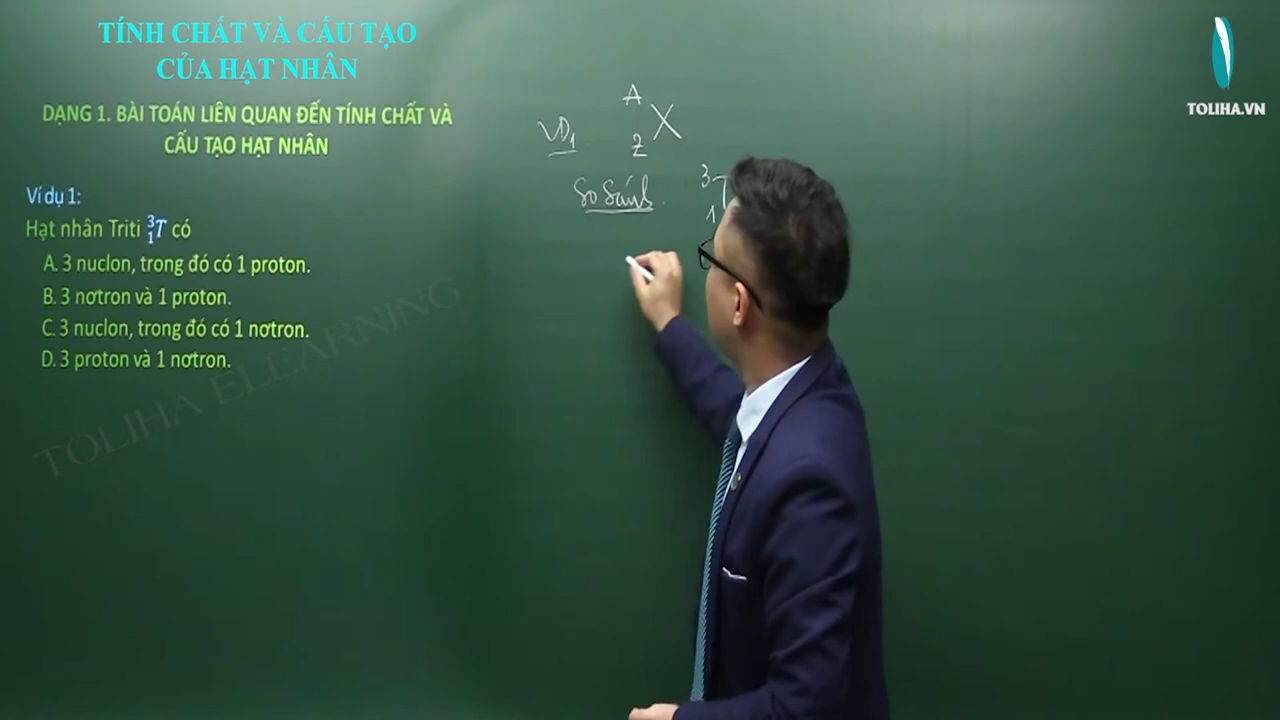 TÍNH CHẤT VÀ CẤU TẠO
CỦA HẠT NHÂN
DẠNG 1. BÀI TOÁN LIÊN QUAN ĐẾN TÍNH CHẤT VÀ
CẤU TẠO HẠT NHÂN
Ví dụ 1:
Hạt nhân Triti ³₁T có
A. 3 nuclon, trong đó có 1 proton.
B. 3 nơtron và 1 proton.
C. 3 nuclon, trong đó có 1 nơtron.
D. 3 proton và 1 nơtron.
TOLIHA ELEARNING
VD1
A
Z X
So sánh
3
1 T
TOLIHA.VN